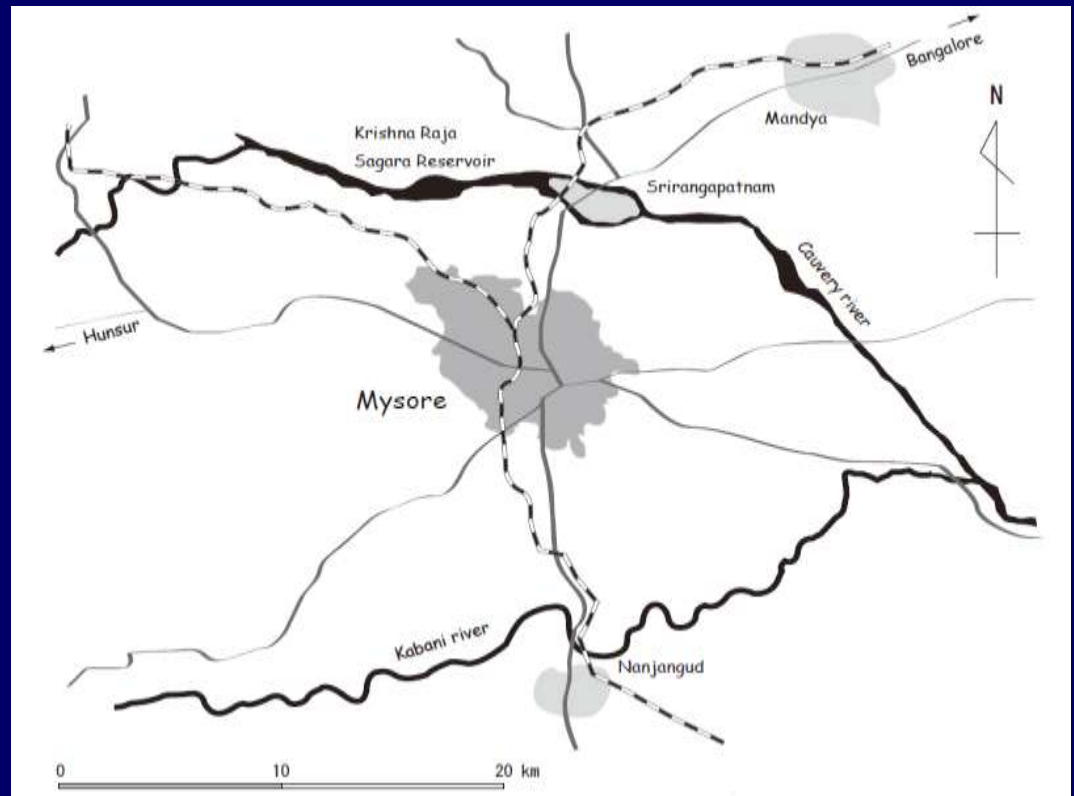 Bangalore
N
Mandya
Krishna Raja
Sagara Reservoir
Srirangapatnam
Cauvery river
Hunsur
Mysore
Kabani river
Nanjangud
0 10 20 km